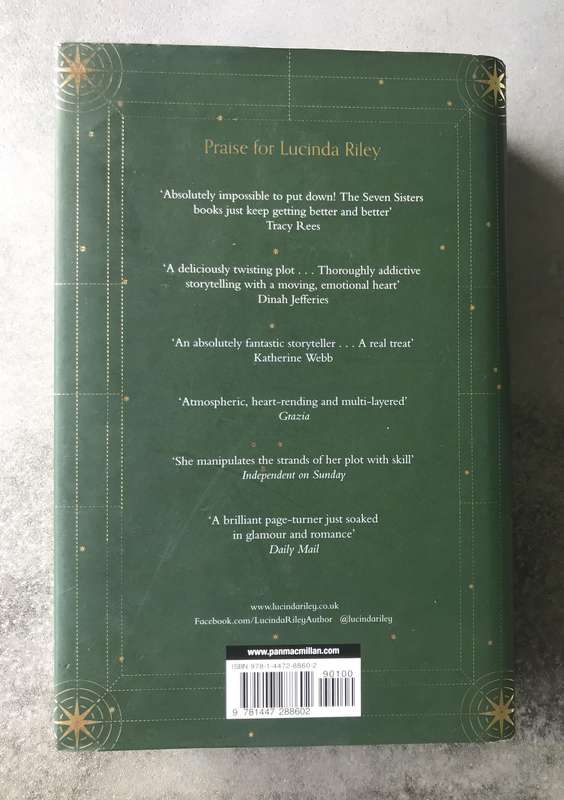 Praise for Lucinda Riley
‘Absolutely impossible to put down! The Seven Sisters
books just keep getting better and better’
Tracy Rees
‘A deliciously twisting plot . . . Thoroughly addictive
storytelling with a moving, emotional heart’
Dinah Jefferies
‘An absolutely fantastic storyteller . . . A real treat’
Katherine Webb
‘Atmospheric, heart-rending and multi-layered’
Grazia
‘She manipulates the strands of her plot with skill’
Independent on Sunday
‘A brilliant page-turner just soaked
in glamour and romance’
Daily Mail
www.lucindariley.co.uk
Facebook.com/LucindaRileyAuthor @lucindariley
www.panmacmillan.com
ISBN 978-1-4472-8860-2
90100
9 781447 288602